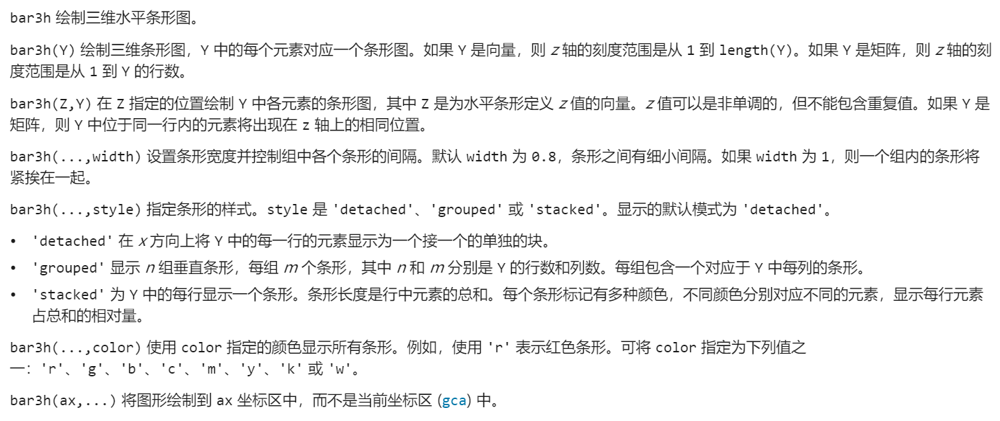 bar3h 绘制三维水平条形图。
bar3h(Y) 绘制三维条形图，Y 中的每个元素对应一个条形图。如果 Y 是向量，则 z 轴的刻度范围是从 1 到 length(Y)。如果 Y 是矩阵，则 z 轴的刻
度范围是从 1 到 Y 的行数。
bar3h(Z,Y) 在 Z 指定的位置绘制 Y 中各元素的条形图，其中 Z 是为水平条形定义 z 值的向量。z 值可以是非单调的，但不能包含重复值。如果 Y 是
矩阵，则 Y 中位于同一行内的元素将出现在 z 轴上的相同位置。
bar3h(...,width) 设置条形宽度并控制组中各个条形的间隔。默认 width 为 0.8，条形之间有细小间隔。如果 width 为 1，则一个组内的条形将
紧挨在一起。
bar3h(...,style) 指定条形的样式。style 是 'detached'、'grouped' 或 'stacked'。显示的默认模式为 'detached'。
• 'detached' 在 x 方向上将 Y 中的每一行的元素显示为一个接一个的单独的块。
• 'grouped' 显示 n 组垂直条形，每组 m 个条形，其中 n 和 m 分别是 Y 的行数和列数。每组包含一个对应于 Y 中每列的条形。
• 'stacked' 为 Y 中的每行显示一个条形。条形长度是行中元素的总和。每个条形标记有多种颜色，不同颜色分别对应不同的元素，显示每行元素
占总和的相对量。
bar3h(...,color) 使用 color 指定的颜色显示所有条形。例如，使用 'r' 表示红色条形。可将 color 指定为下列值之
一：'r'、'g'、'b'、'c'、'm'、'y'、'k' 或 'w'。
bar3h(ax,...) 将图形绘制到 ax 坐标区中，而不是当前坐标区 (gca) 中。